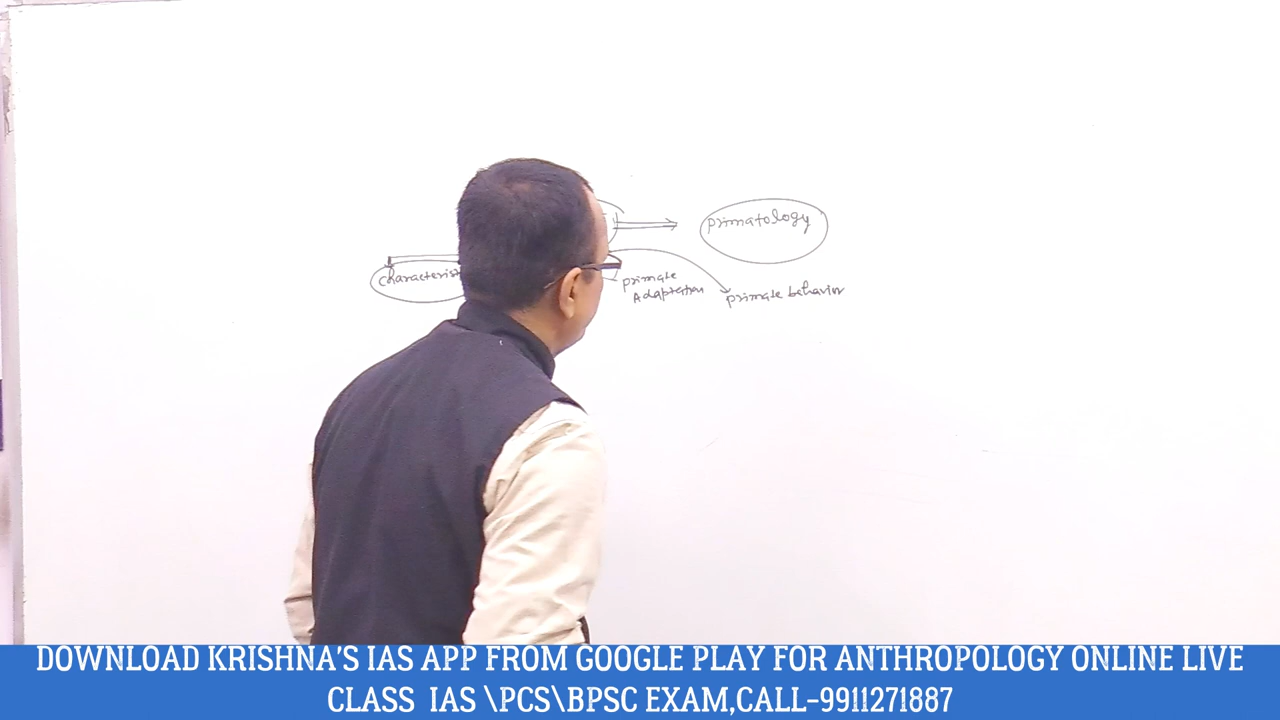 primatology
characterist
primate
Adaptation
primate behavior
DOWNLOAD KRISHNA'S IAS APP FROM GOOGLE PLAY FOR ANTHROPOLOGY ONLINE LIVE
CLASS IAS \PCS\BPSC EXAM,CALL-9911271887